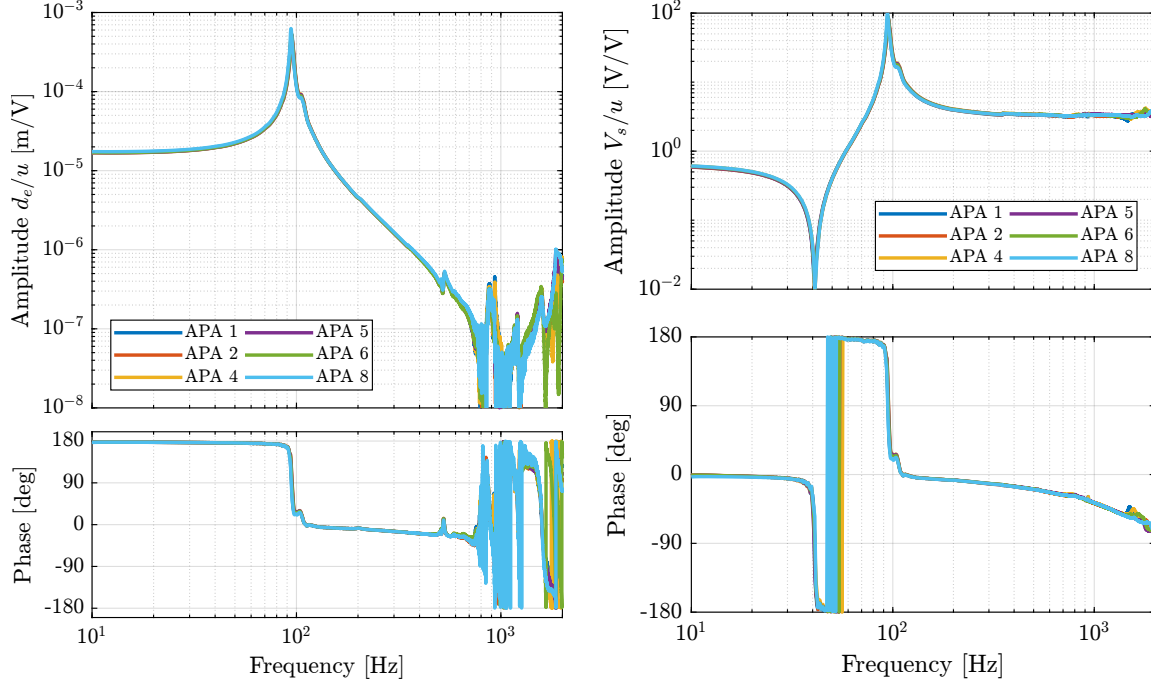 Amplitude d_e/u [m/V]
10^−3
10^−4
10^−5
10^−6
10^−7
10^−8
APA 1 APA 5
APA 2 APA 6
APA 4 APA 8
Phase [deg]
180
90
0
-90
-180
10^1 10^2 10^3
Frequency [Hz]
Amplitude V_s/u [V/V]
10^2
10^0
10^−2
APA 1 APA 5
APA 2 APA 6
APA 4 APA 8
Phase [deg]
180
90
0
-90
-180
10^1 10^2 10^3
Frequency [Hz]